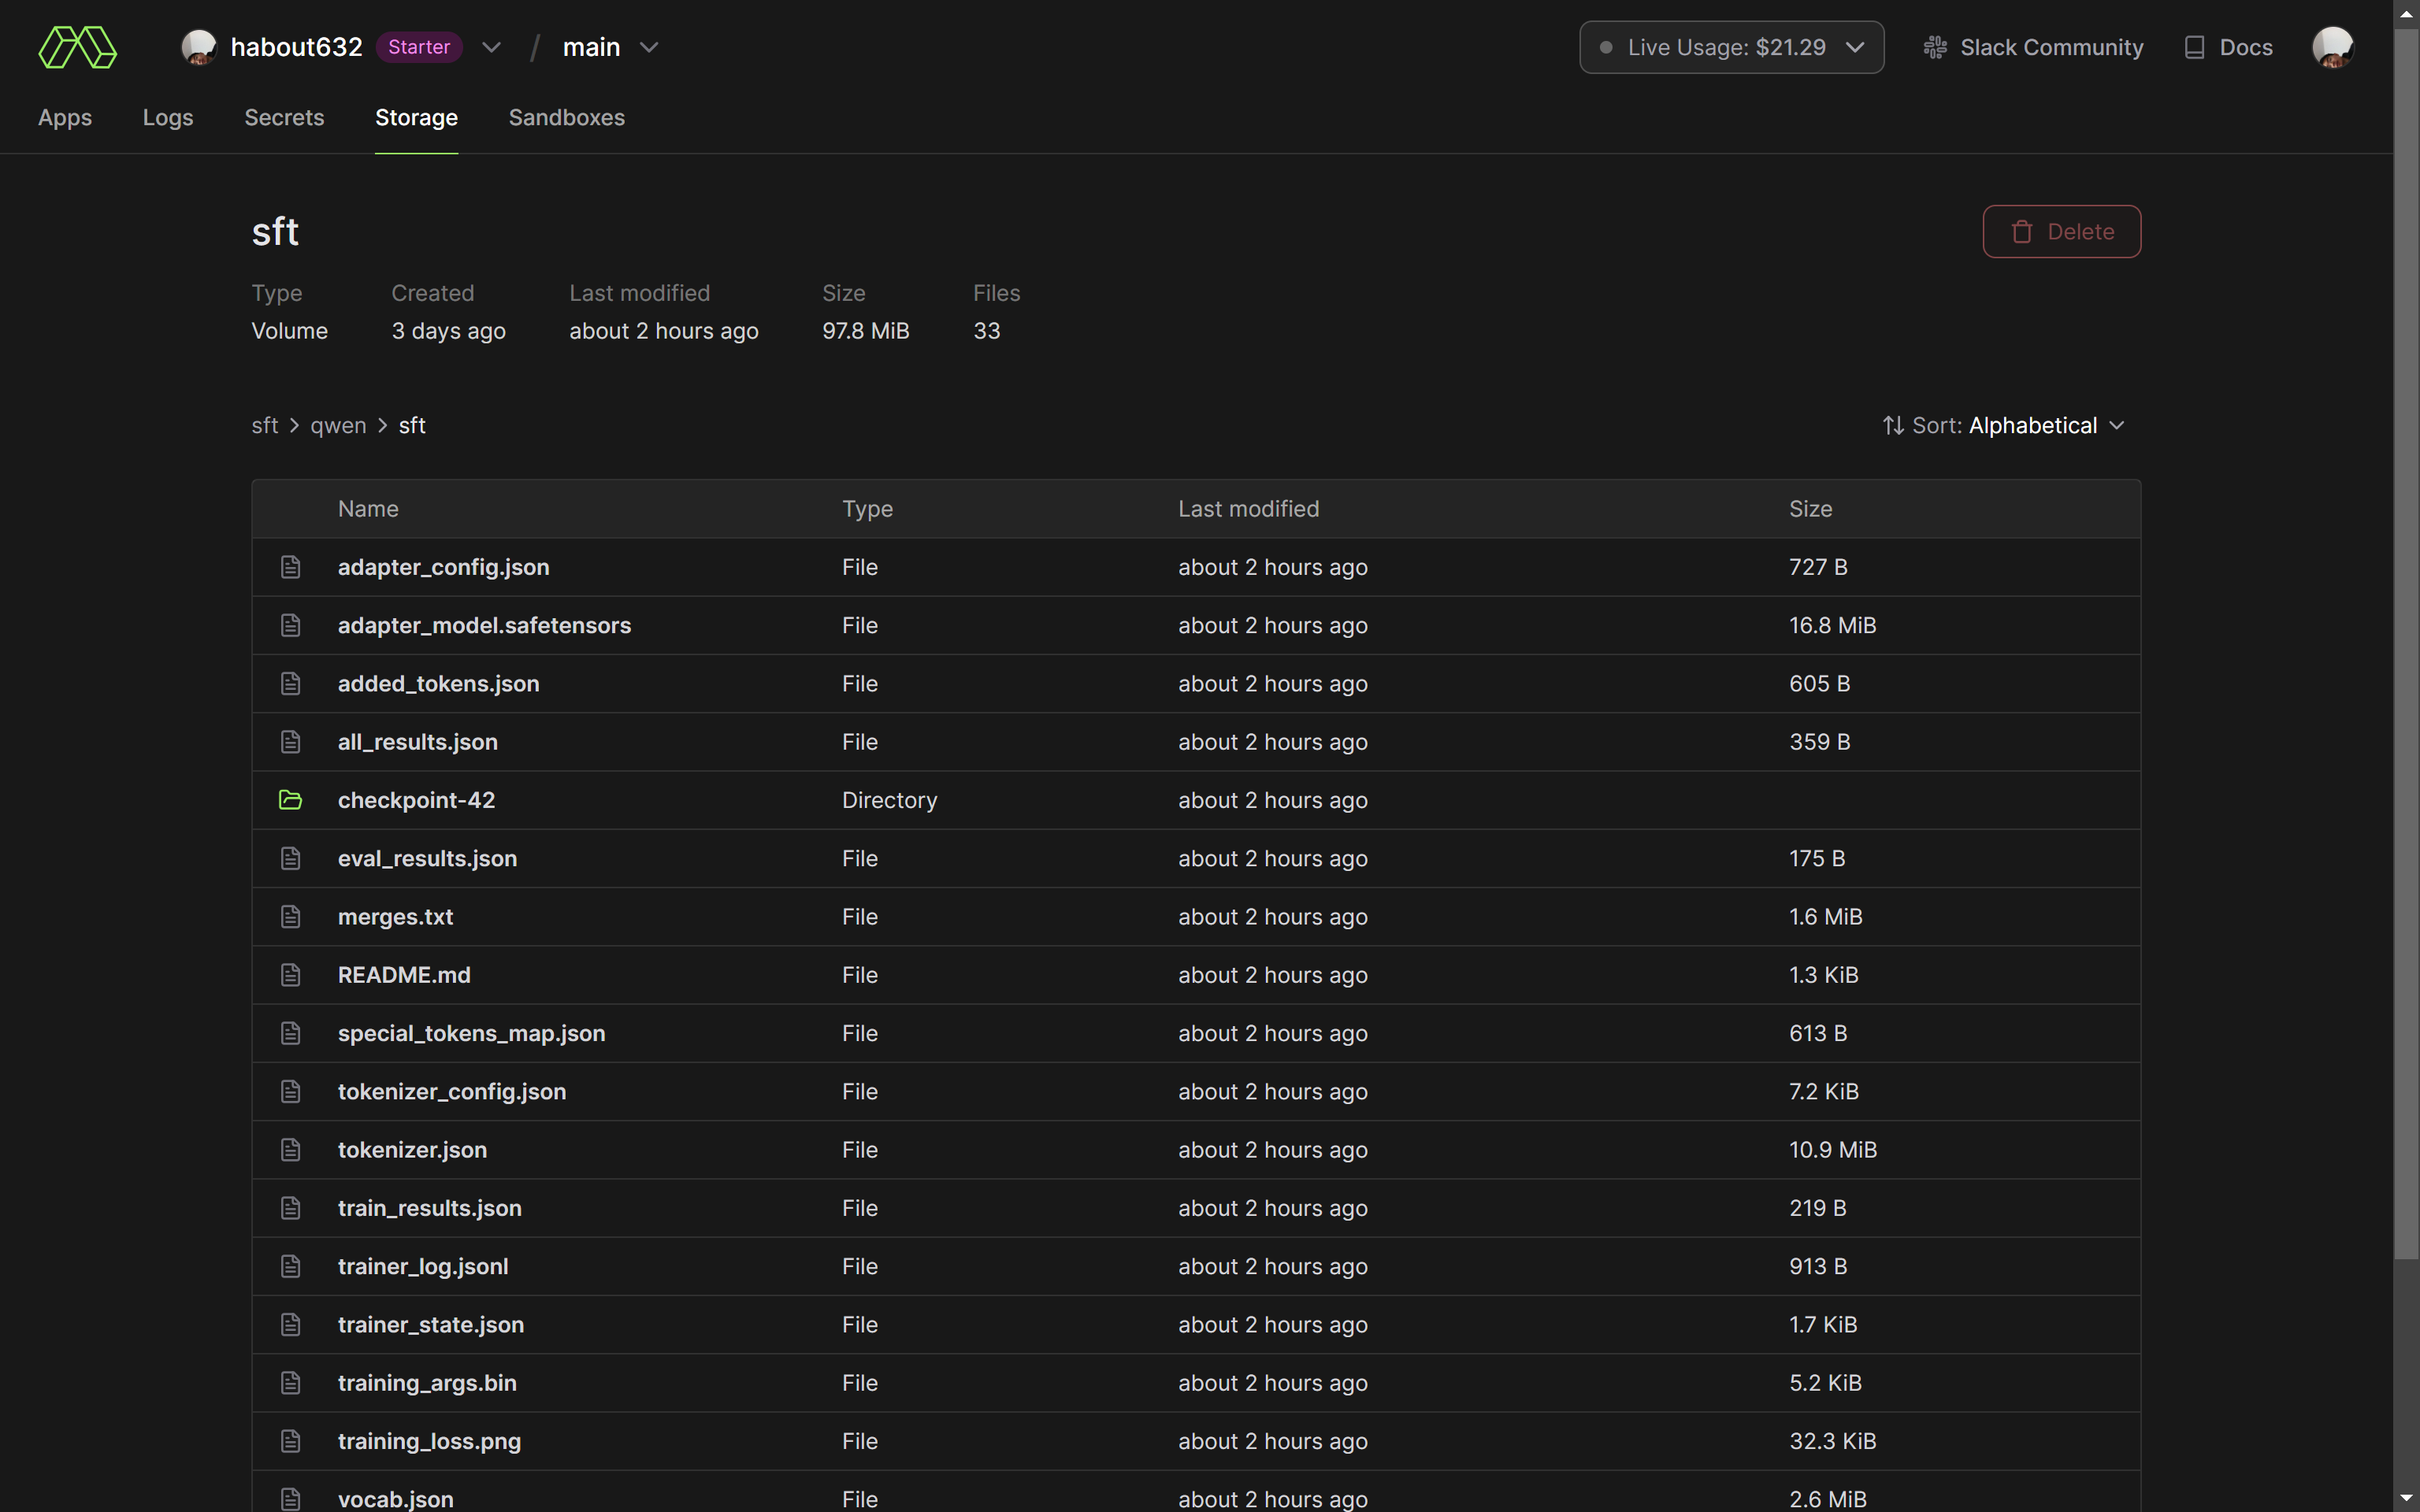 habout632 Starter / main Live Usage: $21.29 Slack Community Docs
Apps Logs Secrets Storage Sandboxes
sft Delete
Type Created Last modified Size Files
Volume 3 days ago about 2 hours ago 97.8 MiB 33
sft > qwen > sft Sort: Alphabetical
Name Type Last modified Size
adapter_config.json File about 2 hours ago 727 B
adapter_model.safetensors File about 2 hours ago 16.8 MiB
added_tokens.json File about 2 hours ago 605 B
all_results.json File about 2 hours ago 359 B
checkpoint-42 Directory about 2 hours ago
eval_results.json File about 2 hours ago 175 B
merges.txt File about 2 hours ago 1.6 MiB
README.md File about 2 hours ago 1.3 KiB
special_tokens_map.json File about 2 hours ago 613 B
tokenizer_config.json File about 2 hours ago 7.2 KiB
tokenizer.json File about 2 hours ago 10.9 MiB
train_results.json File about 2 hours ago 219 B
trainer_log.jsonl File about 2 hours ago 913 B
trainer_state.json File about 2 hours ago 1.7 KiB
training_args.bin File about 2 hours ago 5.2 KiB
training_loss.png File about 2 hours ago 32.3 KiB
vocab.json File about 2 hours ago 2.6 MiB